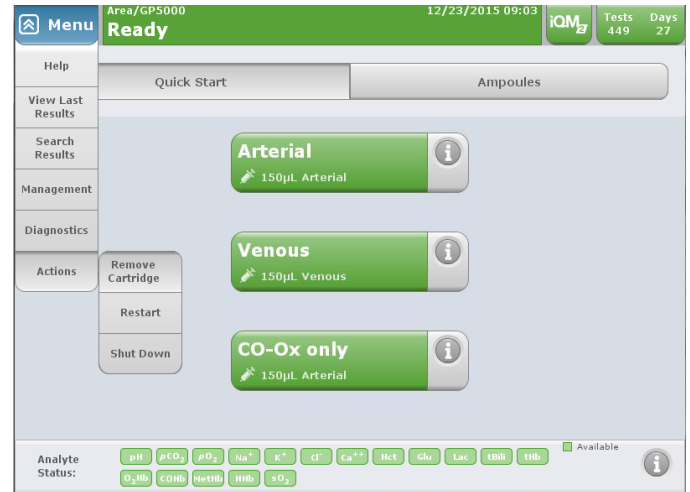 Menu
Area/GP5000
12/23/2015 09:03
Ready
iQM2
Tests
449
Days
27
Help
View Last
Results
Search
Results
Management
Diagnostics
Actions
Remove
Cartridge
Restart
Shut Down
Quick Start
Ampoules
Arterial
150µL Arterial
Venous
150µL Venous
CO-Ox only
150µL Arterial
Analyte
Status:
pH pCO₂ pO₂ Na⁺ K⁺ Cl⁻ Ca⁺⁺ Hct Glu Lac tBili tHb
O₂Hb COHb MetHb HHb sO₂
Available